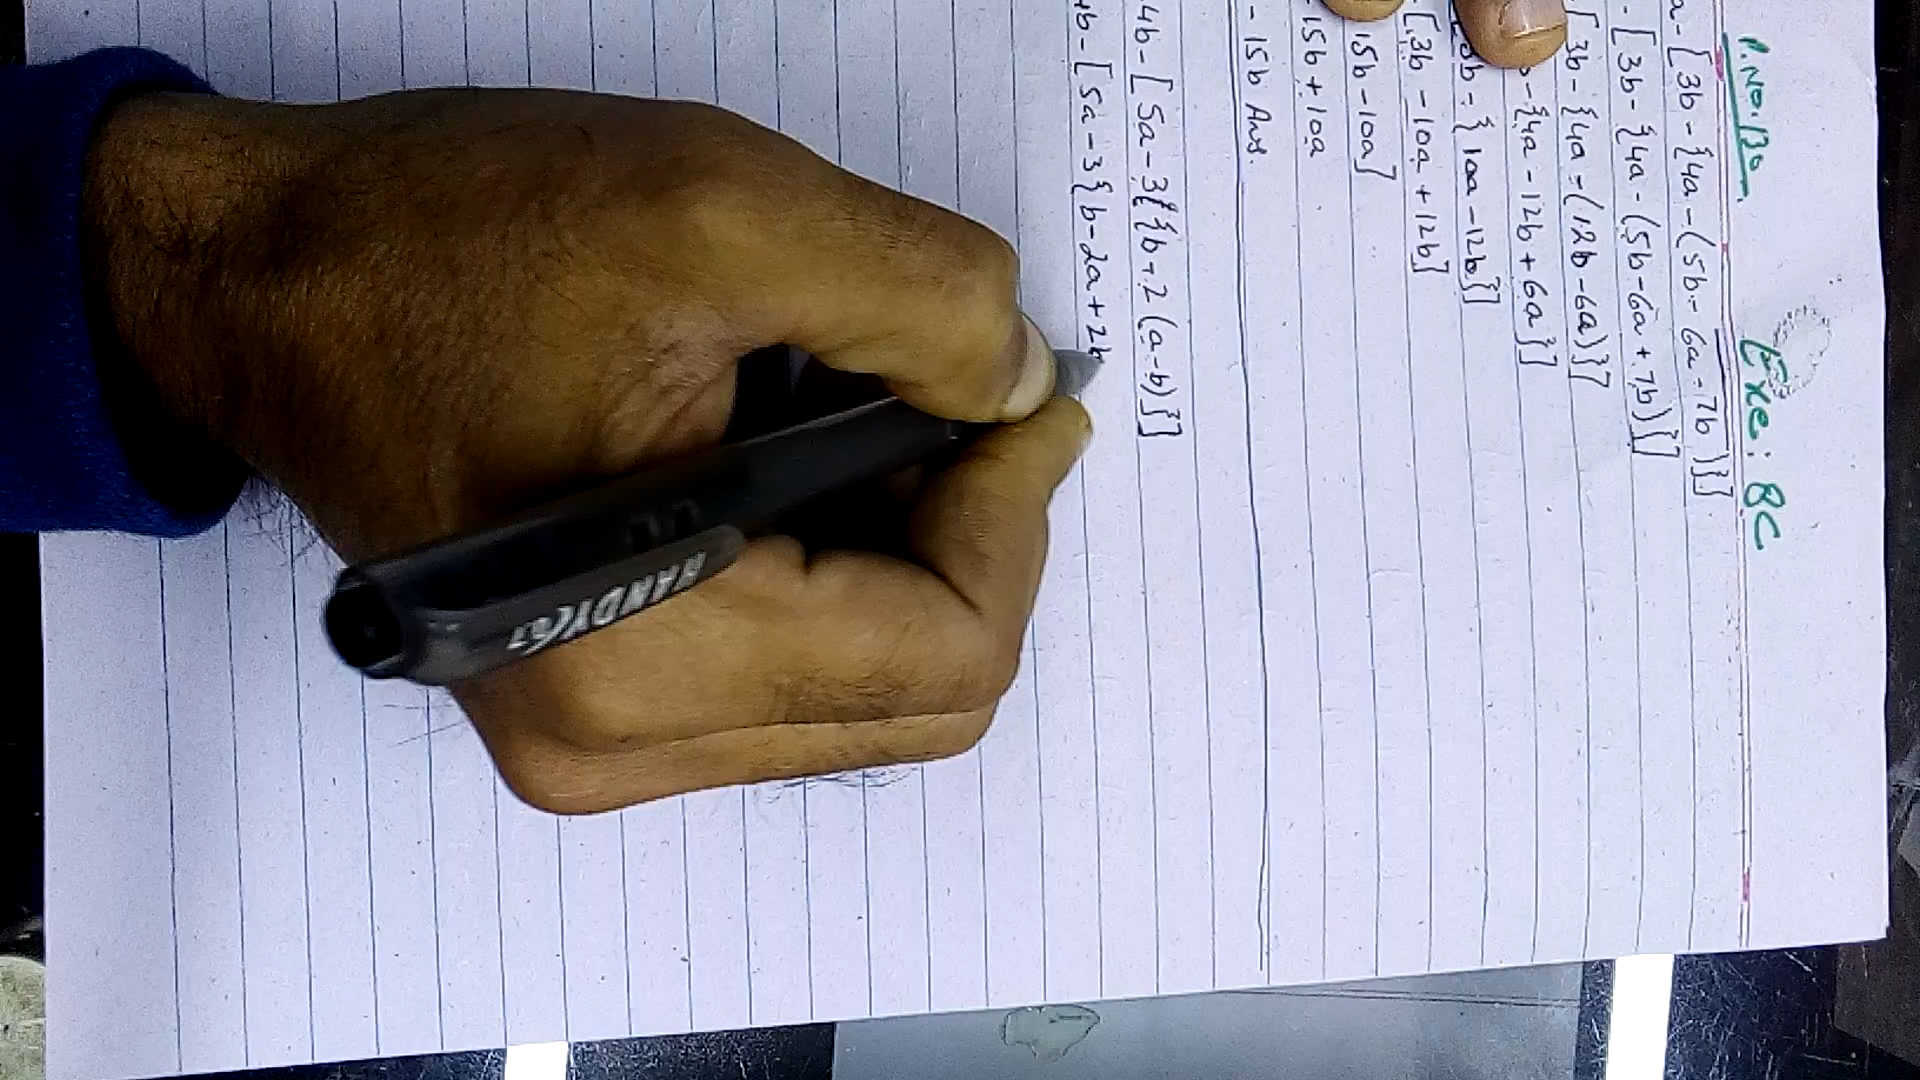 P.No.130 Exe: 8C
a-[3b-{4a-(5b-6a-7b)}]
-[3b-{4a-(5b-6a+7b)}]
[3b-{4a-(12b-6a)}]
b-{4a-12b+6a}]
3b-{10a-12b}]
[3b-10a+12b]
15b-10a]
-15b+10a
-15b Ans.
4b-[5a-3{{b-2(a-b)}]
4b-[5a-3{b-2a+2b
HANDY